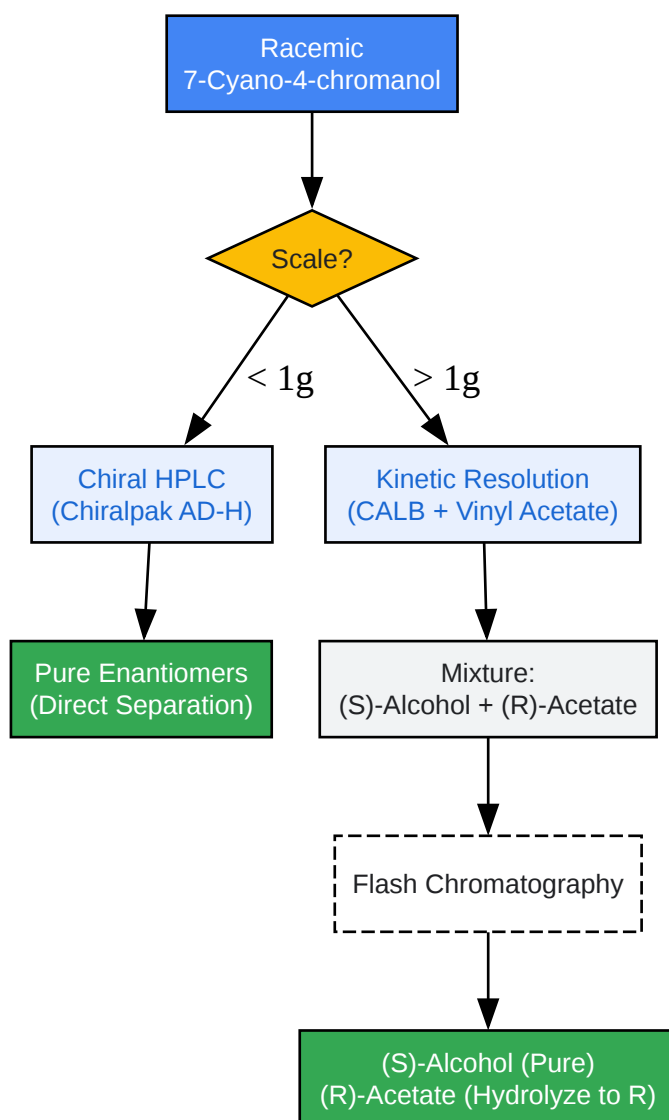 Racemic
7-Cyano-4-chromanol
Scale?
< 1g
> 1g
Chiral HPLC
(Chiralpak AD-H)
Kinetic Resolution
(CALB + Vinyl Acetate)
Pure Enantiomers
(Direct Separation)
Mixture:
(S)-Alcohol + (R)-Acetate
Flash Chromatography
(S)-Alcohol (Pure)
(R)-Acetate (Hydrolyze to R)